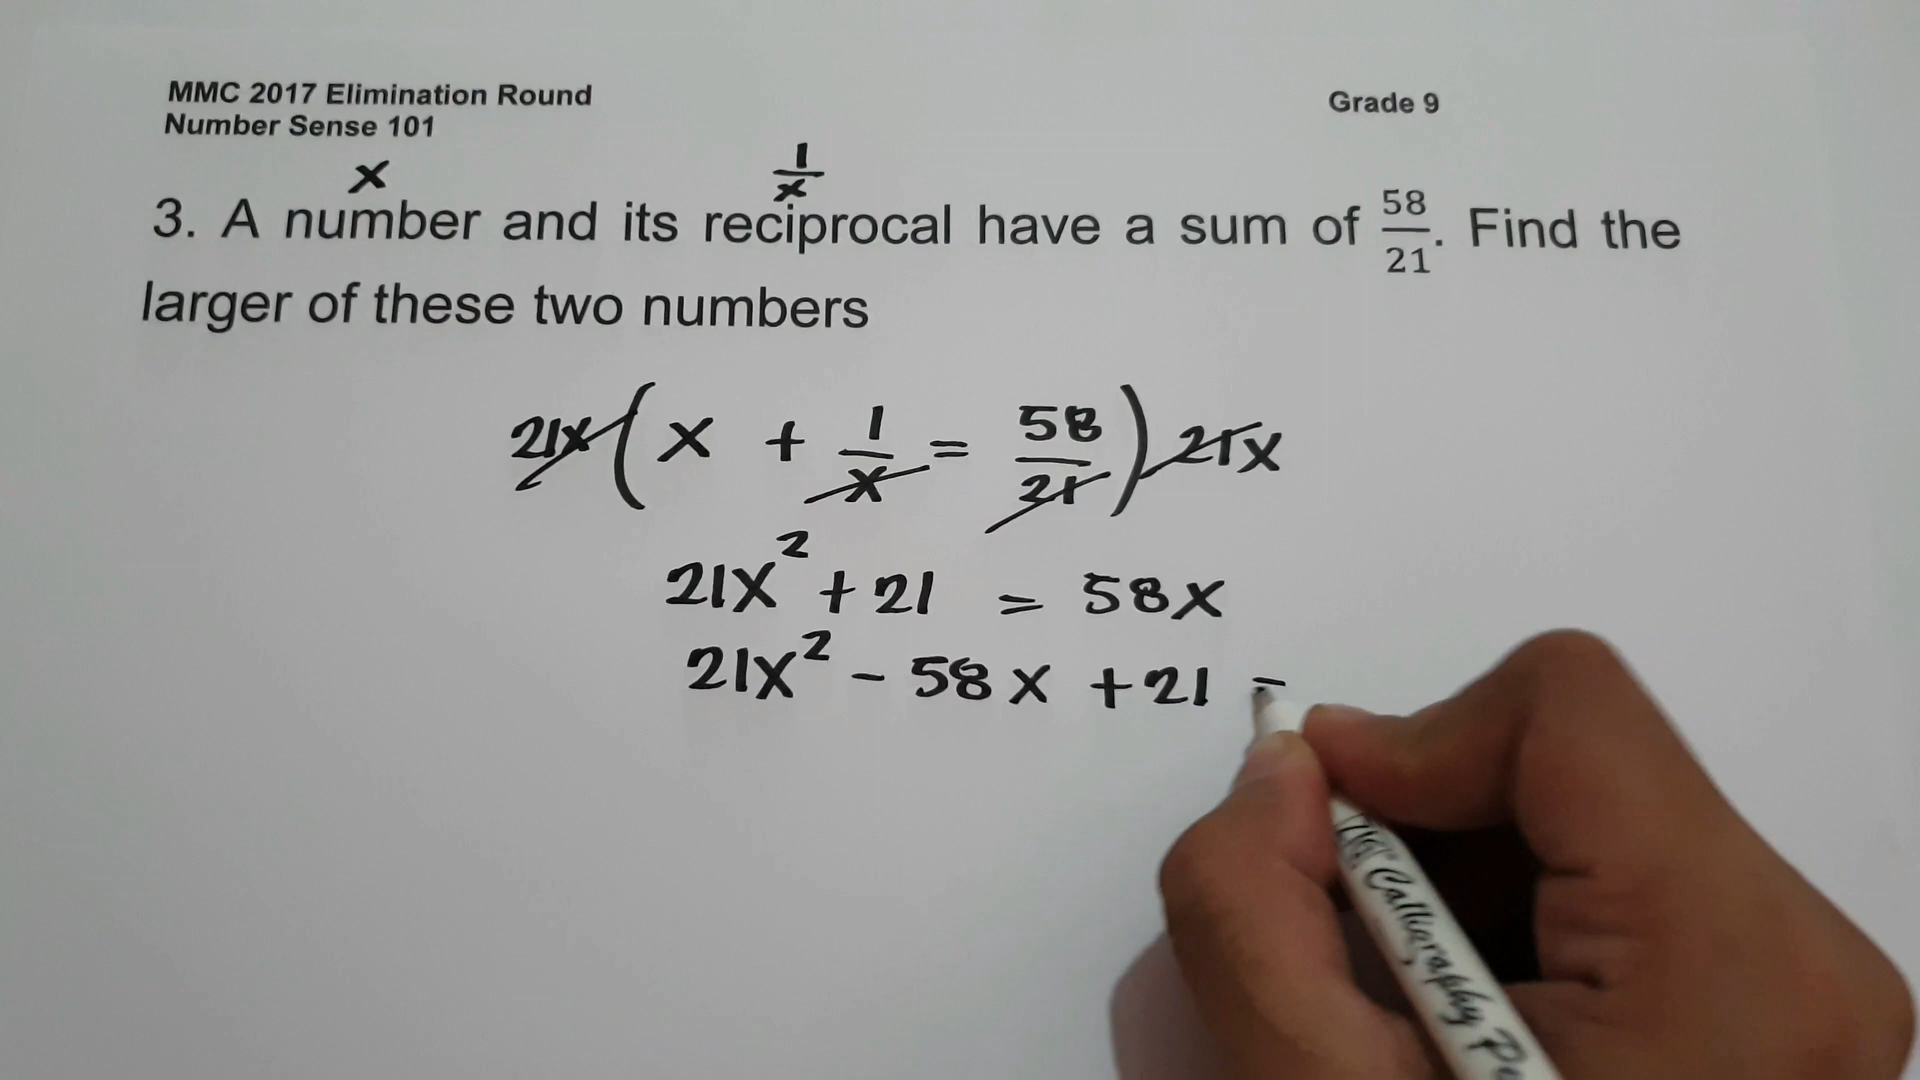 MMC 2017 Elimination Round
Grade 9
Number Sense 101
x
1/x
3. A number and its reciprocal have a sum of 58/21. Find the
larger of these two numbers
21x(x + 1/x = 58/21)21x
21x² + 21 = 58x
21x² - 58x + 21 =
Calligraphy Pe